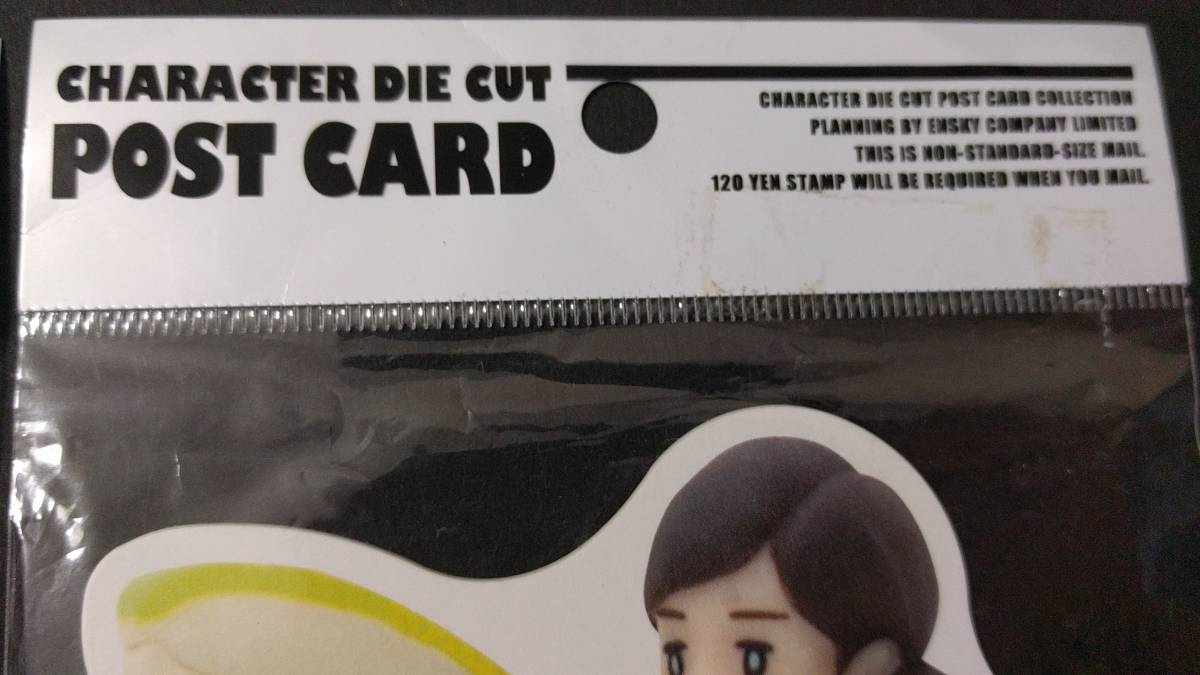 CHARACTER DIE CUT
POST CARD
CHARACTER DIE CUT POST CARD COLLECTION
PLANNING BY ENSKY COMPANY LIMITED
THIS IS NON-STANDARD-SIZE MAIL.
120 YEN STAMP WILL BE REQUIRED WHEN YOU MAIL.